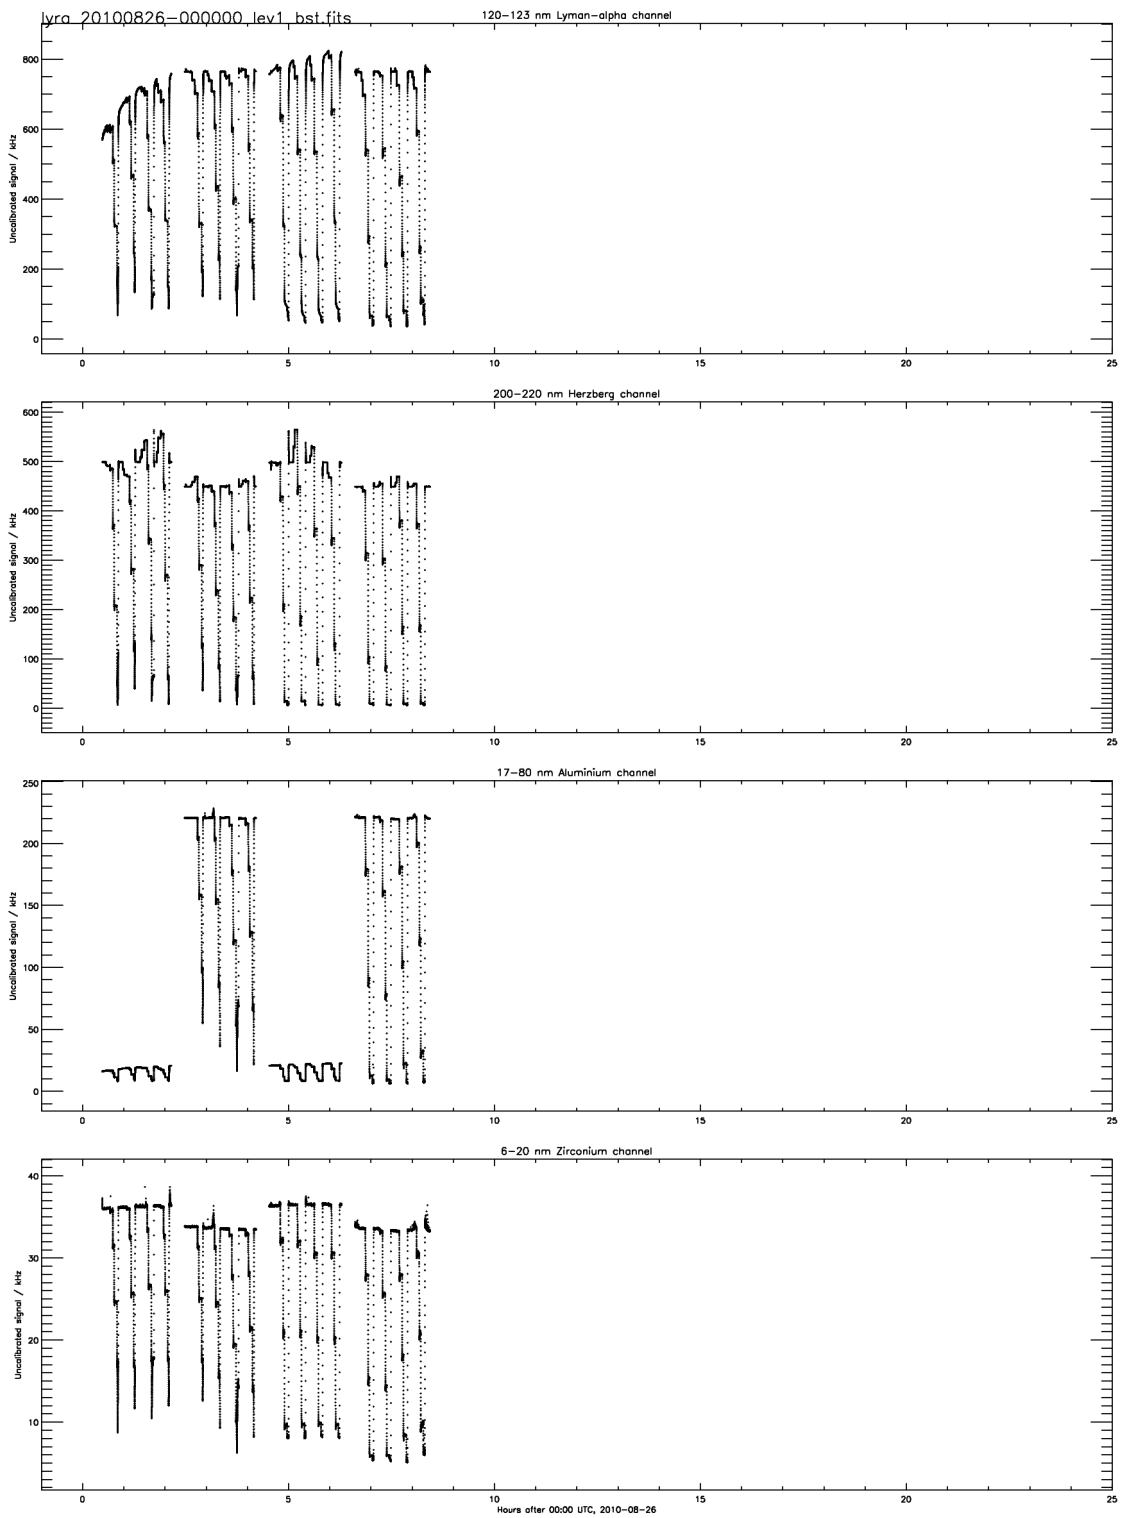 lyra_20100826-000000_lev1_bst.fits
120-123 nm Lyman-alpha channel
800
600
400
200
0
Uncalibrated signal / kHz
0 5 10 15 20 25
200-220 nm Herzberg channel
600
500
400
300
200
100
0
Uncalibrated signal / kHz
0 5 10 15 20 25
17-80 nm Aluminium channel
250
200
150
100
50
0
Uncalibrated signal / kHz
0 5 10 15 20 25
6-20 nm Zirconium channel
40
30
20
10
Uncalibrated signal / kHz
0 5 10 15 20 25
Hours after 00:00 UTC, 2010-08-26